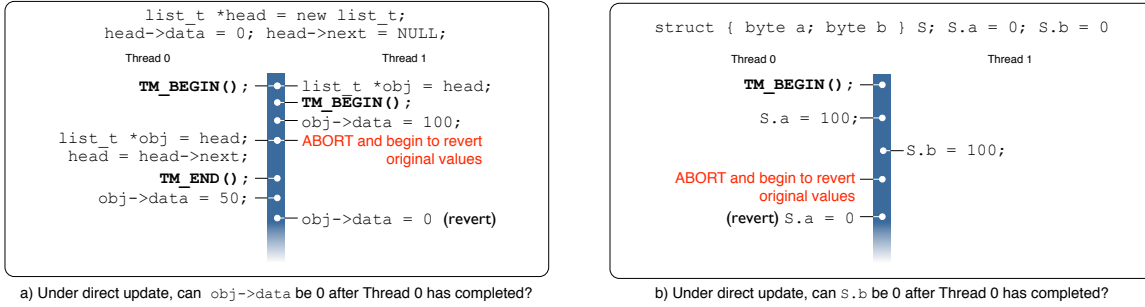 list_t *head = new list_t;
head->data = 0; head->next = NULL;
Thread 0
Thread 1
TM_BEGIN();
list_t *obj = head;
TM_BEGIN();
obj->data = 100;
list_t *obj = head;
head = head->next;
ABORT and begin to revert
original values
TM_END();
obj->data = 50;
obj->data = 0 (revert)
a) Under direct update, can obj->data be 0 after Thread 0 has completed?
struct { byte a; byte b } S; S.a = 0; S.b = 0
Thread 0
Thread 1
TM_BEGIN();
S.a = 100;
S.b = 100;
ABORT and begin to revert
original values
(revert) S.a = 0
b) Under direct update, can S.b be 0 after Thread 0 has completed?